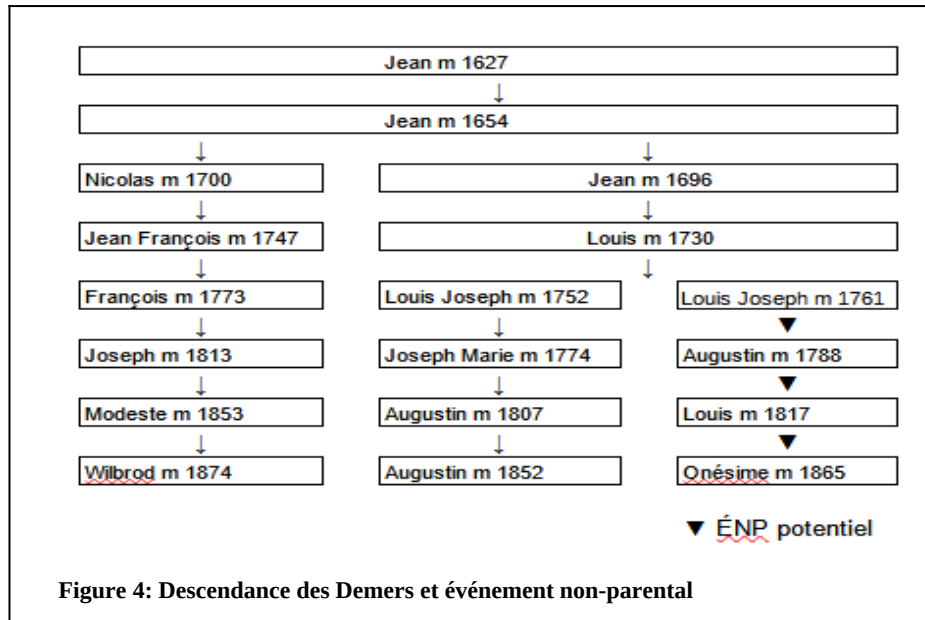 Jean m 1627
↓
Jean m 1654
↓ ↓
Nicolas m 1700 Jean m 1696
↓ ↓
Jean François m 1747 Louis m 1730
↓ ↓
François m 1773 Louis Joseph m 1752 Louis Joseph m 1761
↓ ↓ ▼
Joseph m 1813 Joseph Marie m 1774 Augustin m 1788
↓ ↓ ▼
Modeste m 1853 Augustin m 1807 Louis m 1817
↓ ↓ ▼
Wilbrod m 1874 Augustin m 1852 Onésime m 1865
▼ ÉNP potentiel
Figure 4: Descendance des Demers et événement non-parental